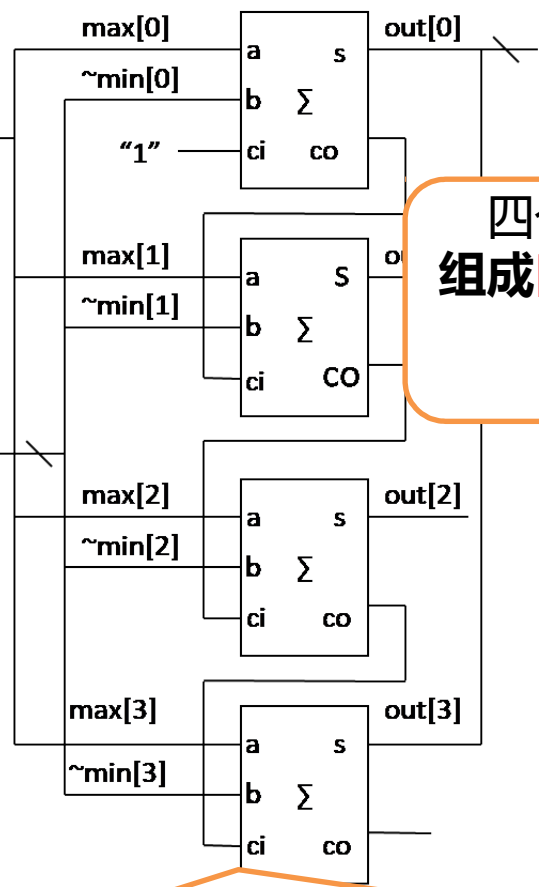 max[0]
out[0]
a
s
~min[0]
b
Σ
"1"
ci
co
四
组成
max[1]
a
S
~min[1]
b
Σ
ci
CO
max[2]
out[2]
a
s
~min[2]
b
Σ
ci
co
max[3]
out[3]
a
s
~min[3]
b
Σ
ci
co